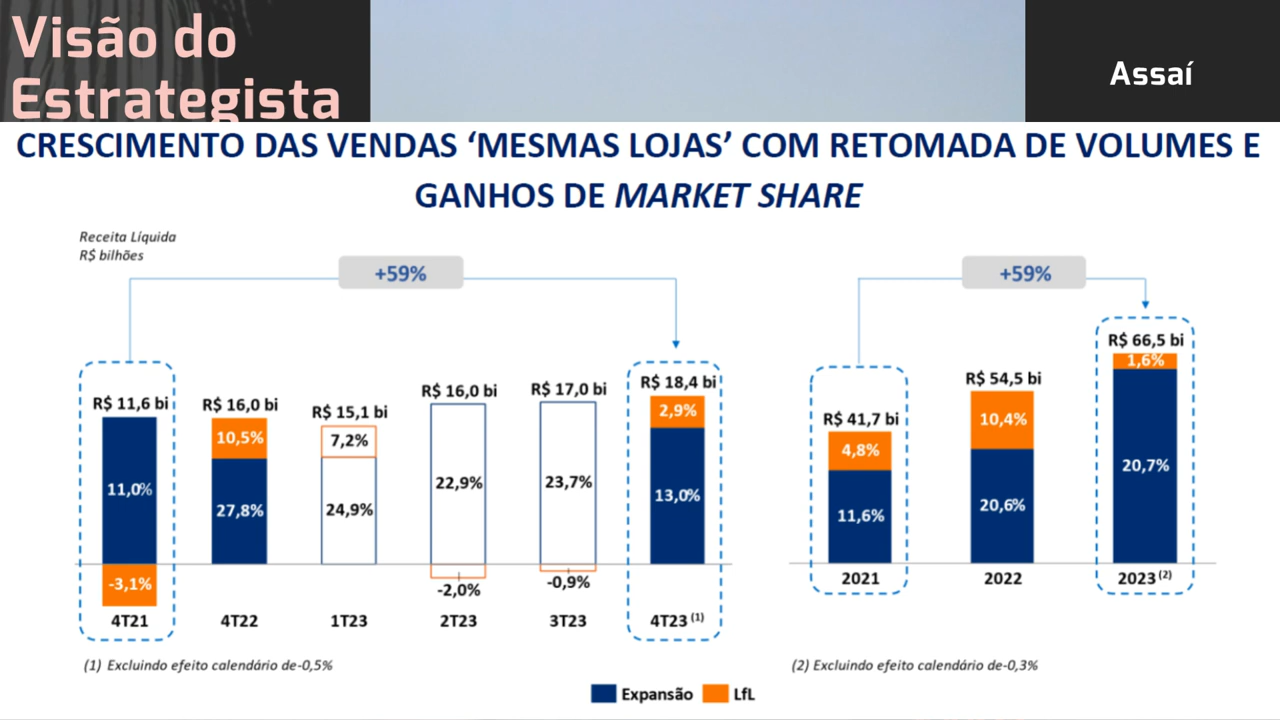 Visão do
Estrategista
Assaí
CRESCIMENTO DAS VENDAS ‘MESMAS LOJAS’ COM RETOMADA DE VOLUMES E
GANHOS DE MARKET SHARE
Receita Líquida
R$ bilhões
+59%
R$ 11,6 bi
R$ 16,0 bi
R$ 15,1 bi
R$ 16,0 bi
R$ 17,0 bi
R$ 18,4 bi
10,5%
7,2%
2,9%
11,0%
27,8%
24,9%
22,9%
23,7%
13,0%
-3,1%
-2,0%
-0,9%
4T21
4T22
1T23
2T23
3T23
4T23 (1)
(1) Excluindo efeito calendário de-0,5%
+59%
R$ 41,7 bi
R$ 54,5 bi
R$ 66,5 bi
4,8%
10,4%
1,6%
11,6%
20,6%
20,7%
2021
2022
2023 (2)
(2) Excluindo efeito calendário de-0,3%
Expansão
LfL